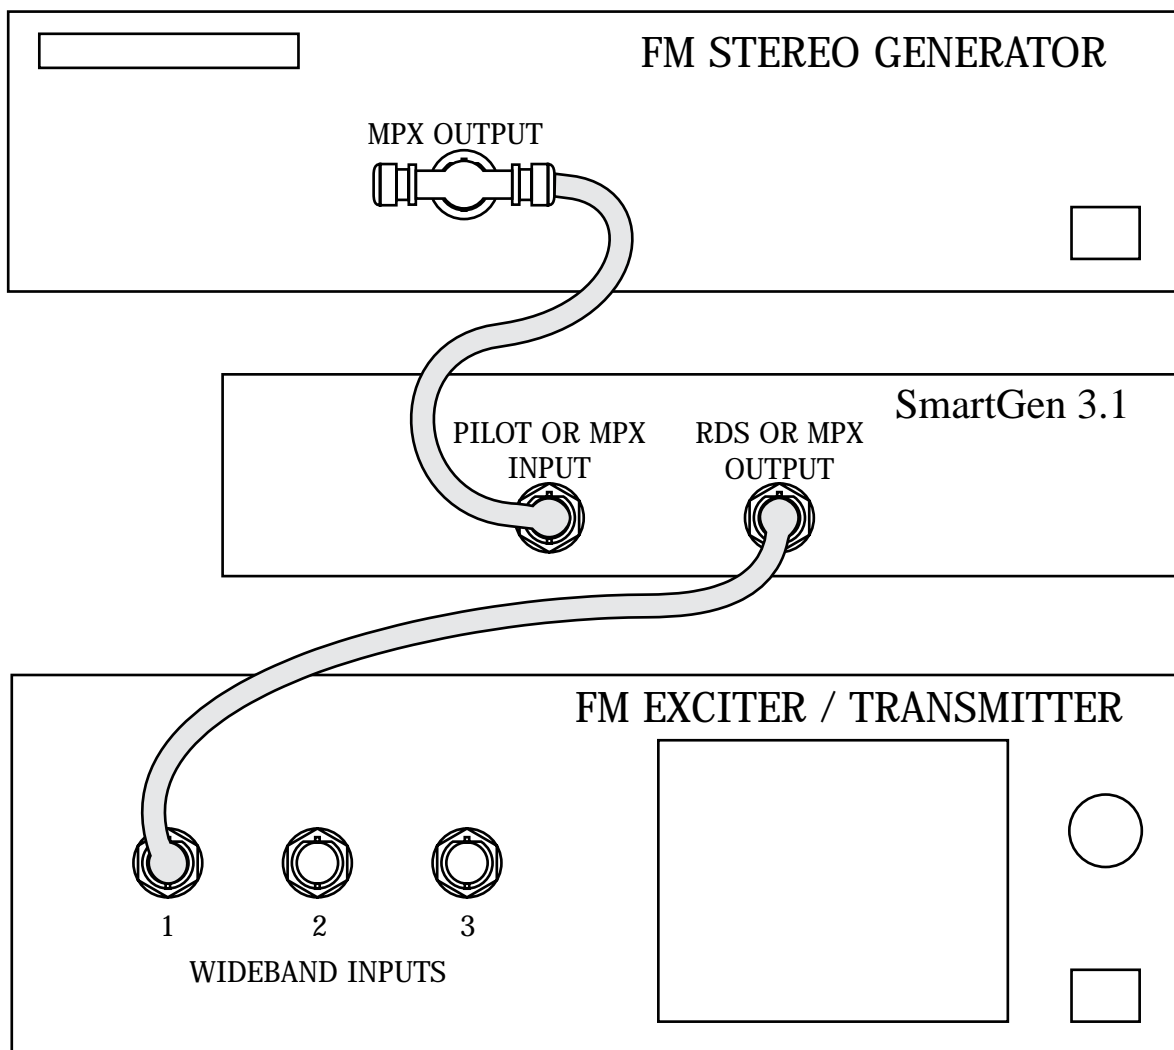 FM STEREO GENERATOR
MPX OUTPUT
SmartGen 3.1
PILOT OR MPX
INPUT
RDS OR MPX
OUTPUT
FM EXCITER / TRANSMITTER
1
2
3
WIDEBAND INPUTS